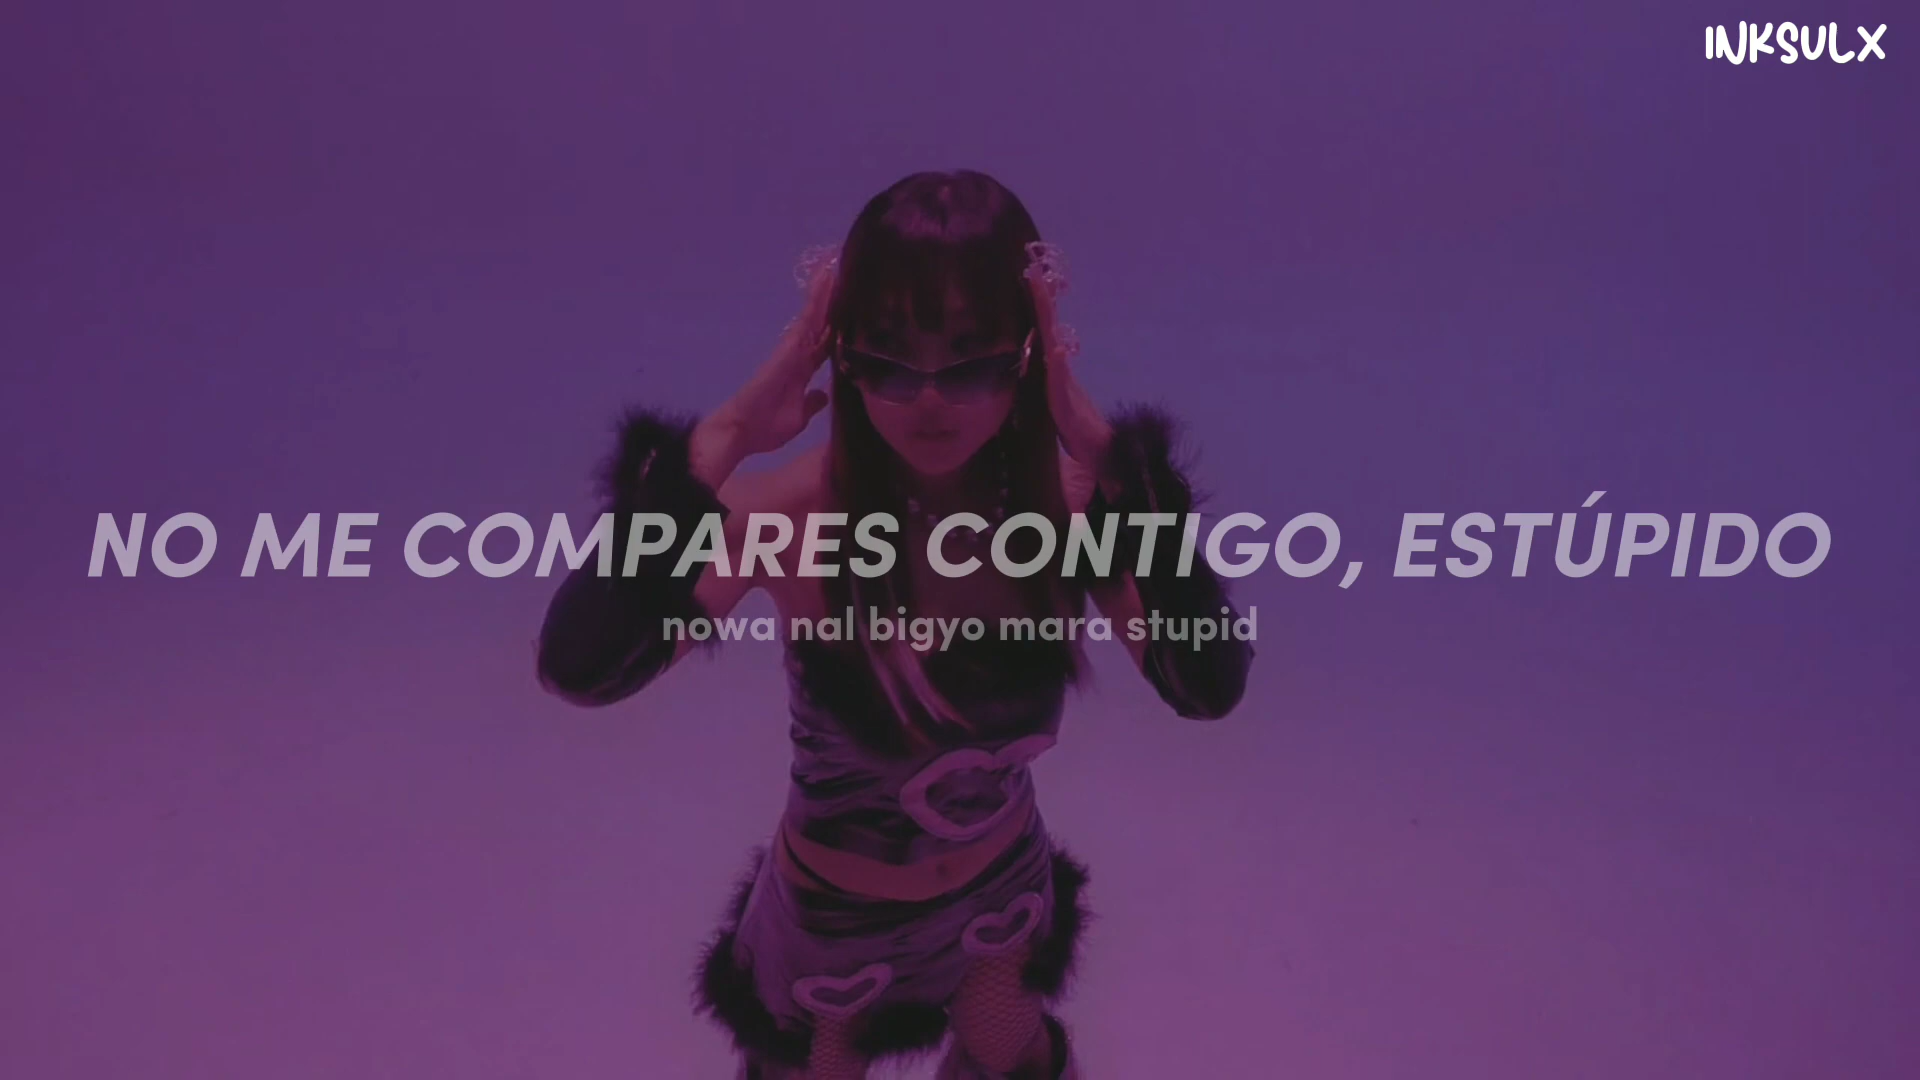 INKSULX
NO ME COMPARES CONTIGO, ESTÚPIDO
nowa nal bigyo mara stupid